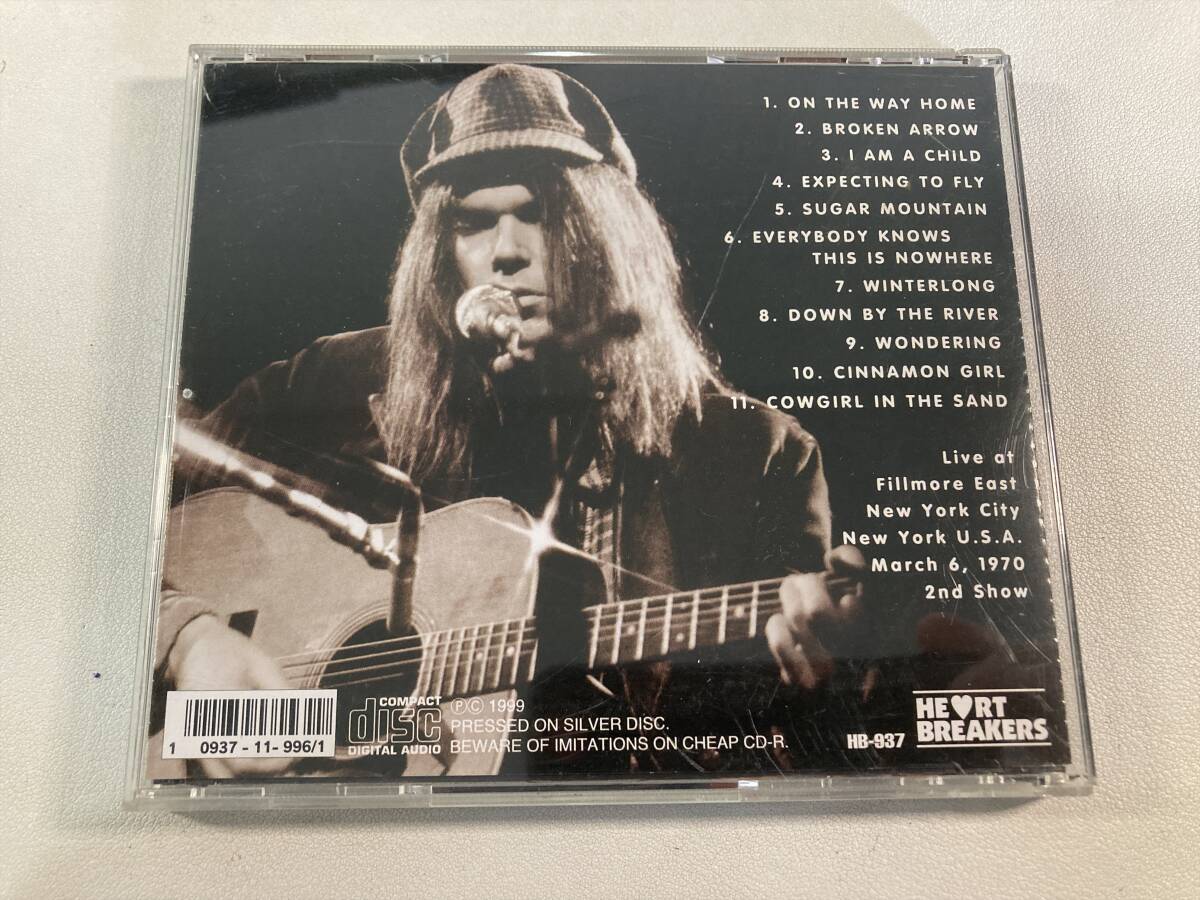 1. ON THE WAY HOME
2. BROKEN ARROW
3. I AM A CHILD
4. EXPECTING TO FLY
5. SUGAR MOUNTAIN
6. EVERYBODY KNOWS
THIS IS NOWHERE
7. WINTERLONG
8. DOWN BY THE RIVER
9. WONDERING
10. CINNAMON GIRL
11. COWGIRL IN THE SAND
Live at
Fillmore East
New York City
New York U.S.A.
March 6, 1970
2nd Show
1 0937-11-996/1
COMPACT
disc
DIGITAL AUDIO
ⓅⒸ 1999
PRESSED ON SILVER DISC.
BEWARE OF IMITATIONS ON CHEAP CD-R.
HB-937
HE♥RT
BREAKERS